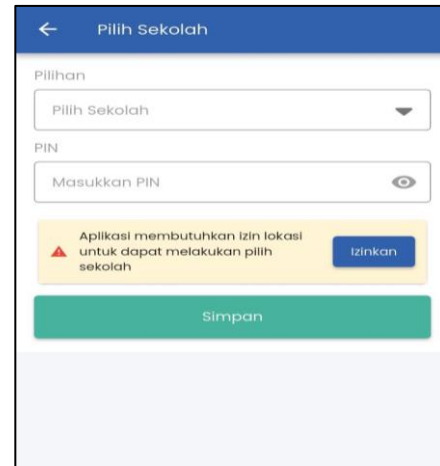 Pilih Sekolah
Pilihan
Pilih Sekolah
PIN
Masukkan PIN
Aplikasi membutuhkan izin lokasi
untuk dapat melakukan pilih
sekolah
Izinkan
Simpan